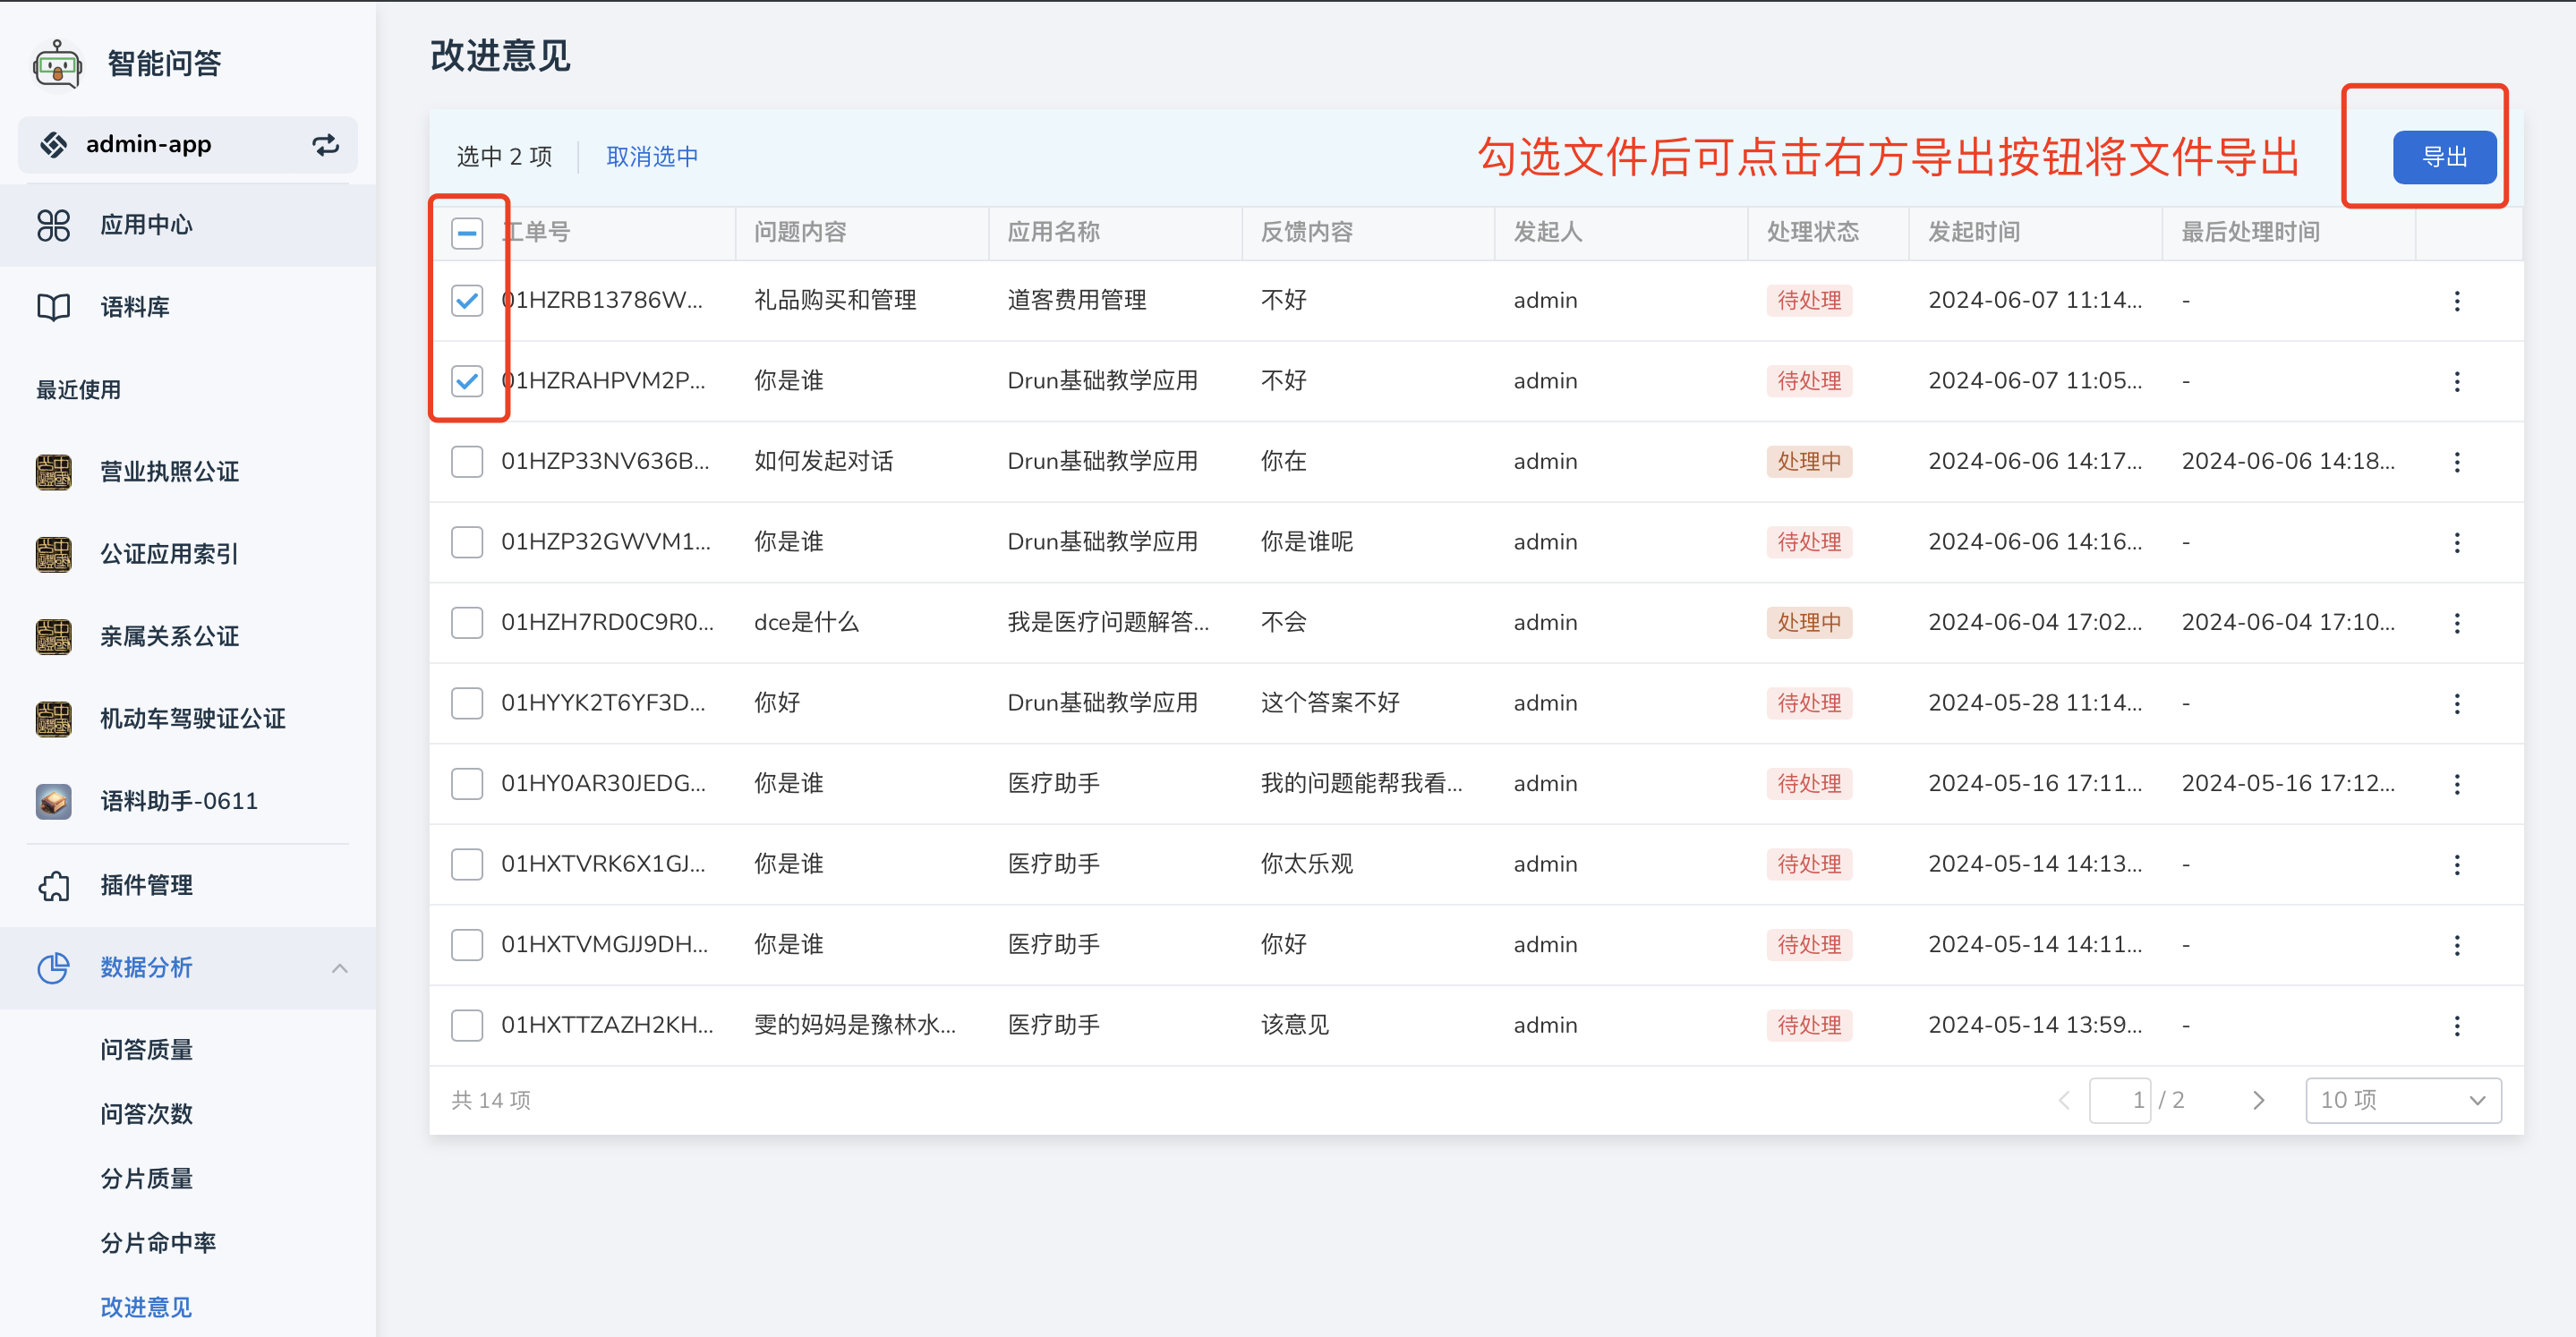 智能问答
admin-app
应用中心
语料库
最近使用
营业执照公证
公证应用索引
亲属关系公证
机动车驾驶证公证
语料助手-0611
插件管理
数据分析
问答质量
问答次数
分片质量
分片命中率
改进意见
改进意见
选中 2 项 取消选中 勾选文件后可点击右方导出按钮将文件导出 导出
工单号 问题内容 应用名称 反馈内容 发起人 处理状态 发起时间 最后处理时间
01HZRB13786W... 礼品购买和管理 道客费用管理 不好 admin 待处理 2024-06-07 11:14... -
01HZRAHPVM2P... 你是谁 Drun基础教学应用 不好 admin 待处理 2024-06-07 11:05... -
01HZP33NV636B... 如何发起对话 Drun基础教学应用 你在 admin 处理中 2024-06-06 14:17... 2024-06-06 14:18...
01HZP32GWVM1... 你是谁 Drun基础教学应用 你是谁呢 admin 待处理 2024-06-06 14:16... -
01HZH7RD0C9R0... dce是什么 我是医疗问题解答... 不会 admin 处理中 2024-06-04 17:02... 2024-06-04 17:10...
01HYYK2T6YF3D... 你好 Drun基础教学应用 这个答案不好 admin 待处理 2024-05-28 11:14... -
01HY0AR30JEDG... 你是谁 医疗助手 我的问题能帮我看... admin 待处理 2024-05-16 17:11... 2024-05-16 17:12...
01HXTVRK6X1GJ... 你是谁 医疗助手 你太乐观 admin 待处理 2024-05-14 14:13... -
01HXTVMGJJ9DH... 你是谁 医疗助手 你好 admin 待处理 2024-05-14 14:11... -
01HXTTZAZH2KH... 雯的妈妈是豫林水... 医疗助手 该意见 admin 待处理 2024-05-14 13:59... -
共 14 项 1 / 2 10 项